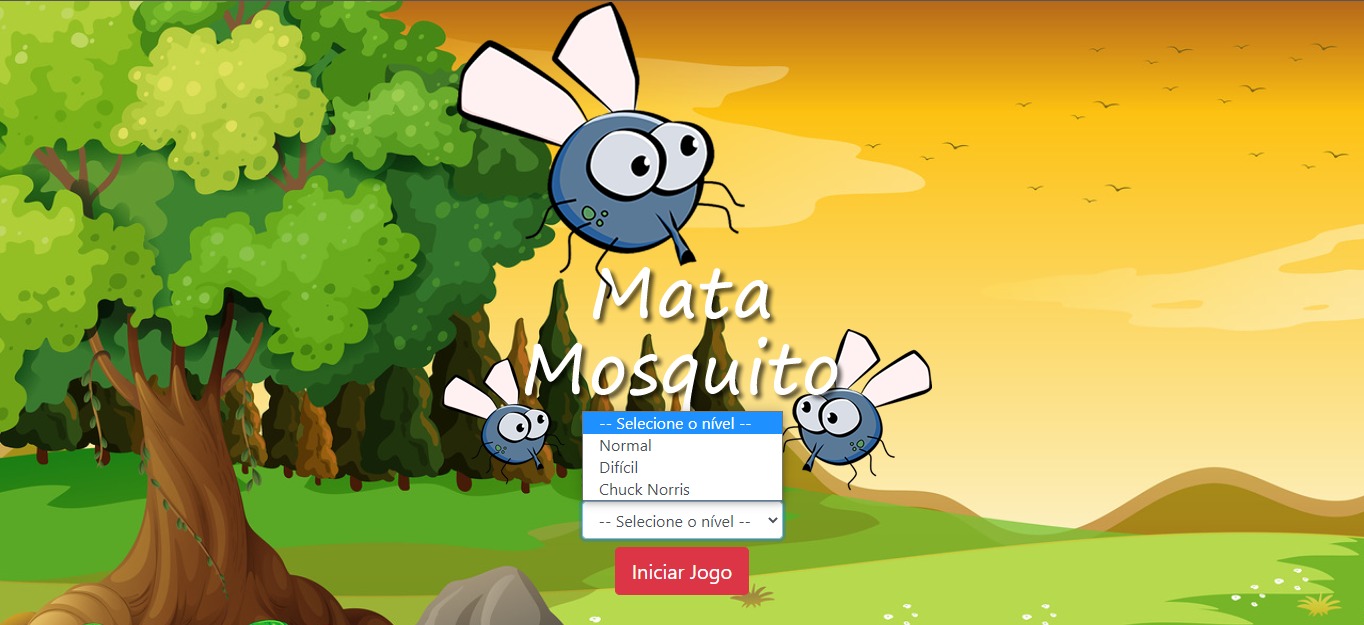 Mata
Mosquito
-- Selecione o nível --
Normal
Difícil
Chuck Norris
-- Selecione o nível --
Iniciar Jogo